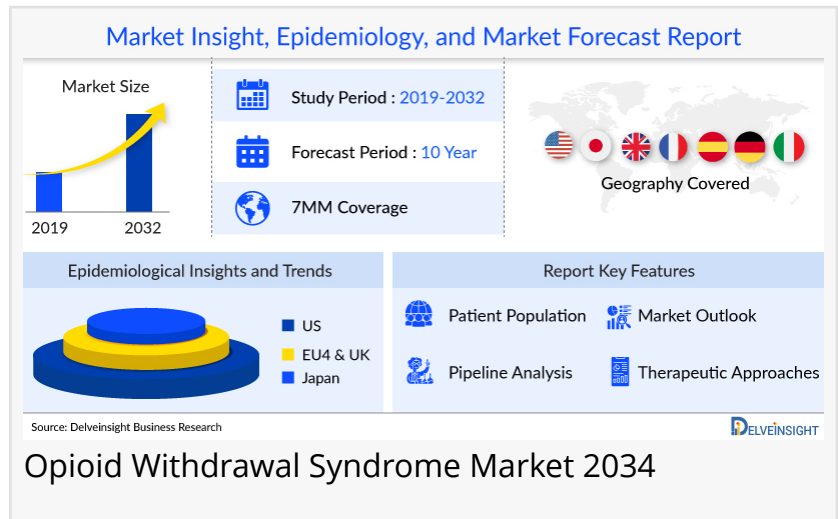 Market Insight, Epidemiology, and Market Forecast Report
Market Size
2019
2032
Study Period : 2019-2032
Forecast Period : 10 Year
7MM Coverage
Geography Covered
Epidemiological Insights and Trends
US
EU4 & UK
Japan
Report Key Features
Patient Population
Market Outlook
Pipeline Analysis
Therapeutic Approaches
Source: Delveinsight Business Research
DELVEINSIGHT
Opioid Withdrawal Syndrome Market 2034